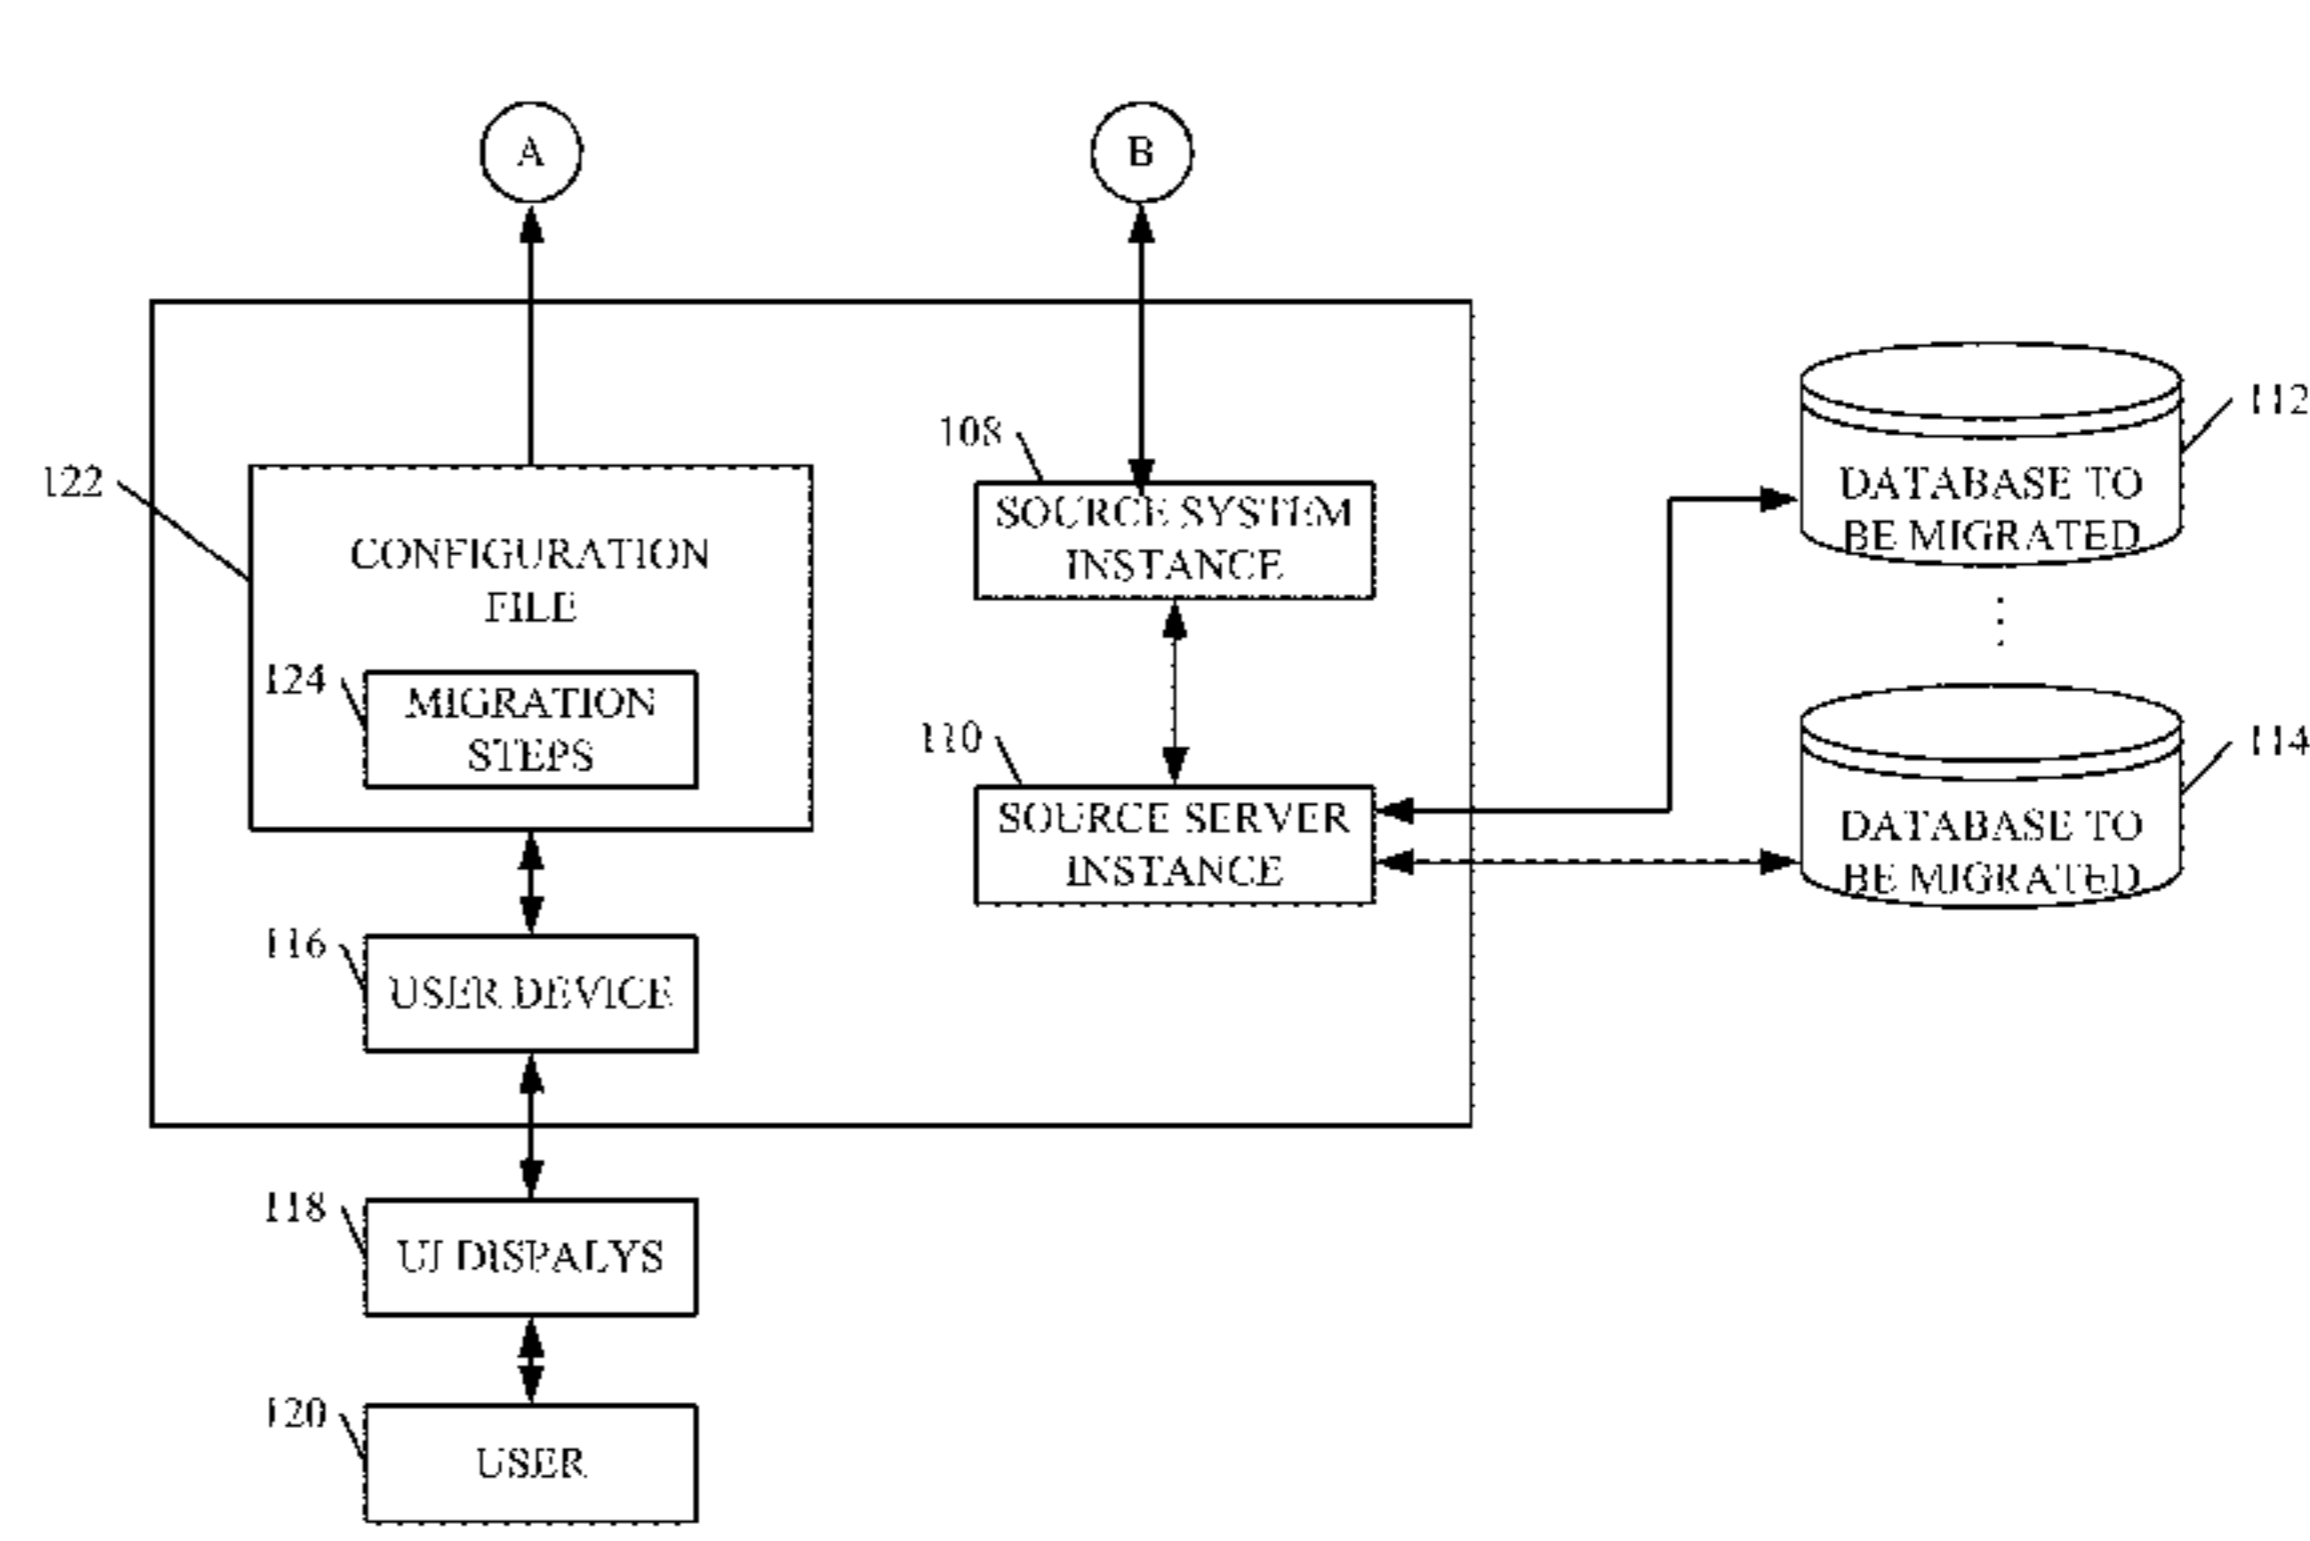 A
B
108
112
122
SOURCE SYSTEM
INSTANCE
DATABASE TO
BE MIGRATED
CONFIGURATION
FILE
124
MIGRATION
STEPS
110
SOURCE SERVER
INSTANCE
114
DATABASE TO
BE MIGRATED
116
USER DEVICE
118
UI DISPALYS
120
USER